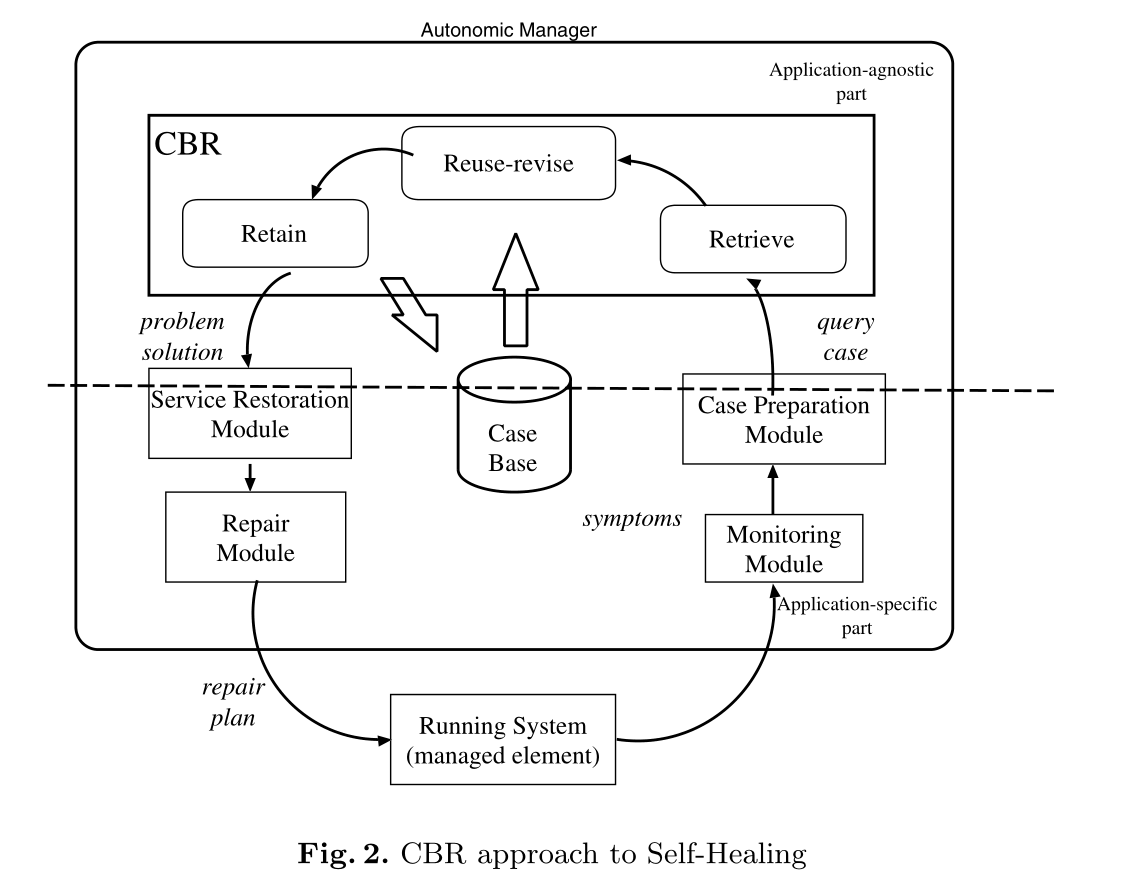 Autonomic Manager
Application-agnostic
part
CBR
Reuse-revise
Retain
Retrieve
problem
solution
query
case
Service Restoration
Module
Case
Base
Case Preparation
Module
Repair
Module
symptoms
Monitoring
Module
Application-specific
part
repair
plan
Running System
(managed element)
Fig. 2. CBR approach to Self-Healing